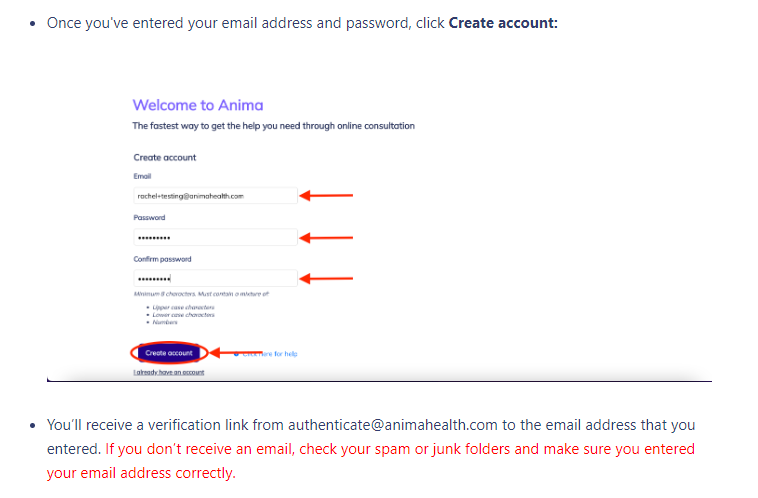 • Once you've entered your email address and password, click Create account:
Welcome to Anima
The fastest way to get the help you need through online consultation
Create account
Email
rachel+testing@animahealth.com
Password
•••••••••
Confirm password
•••••••••
Minimum 8 characters. Must contain a mixture of:
• Upper case characters
• Lower case characters
• Numbers
Create account
here for help
I already have an account
• You'll receive a verification link from authenticate@animahealth.com to the email address that you
entered. If you don't receive an email, check your spam or junk folders and make sure you entered
your email address correctly.